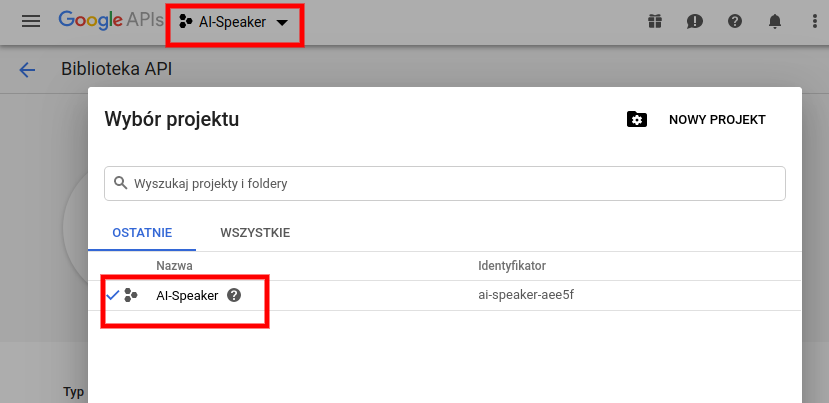 Google APIs AI-Speaker
Biblioteka API
Wybór projektu NOWY PROJEKT
Wyszukaj projekty i foldery
OSTATNIE WSZYSTKIE
Nazwa Identyfikator
AI-Speaker ai-speaker-aee5f
Typ